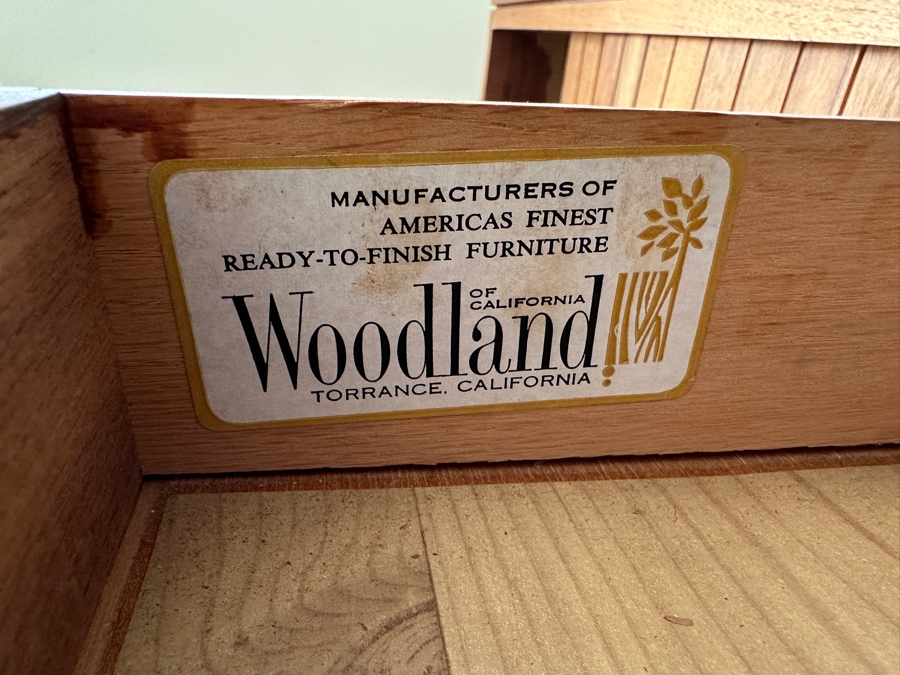 MANUFACTURERS OF
AMERICAS FINEST
READY-TO-FINISH FURNITURE
Woodland
OF
CALIFORNIA
TORRANCE, CALIFORNIA